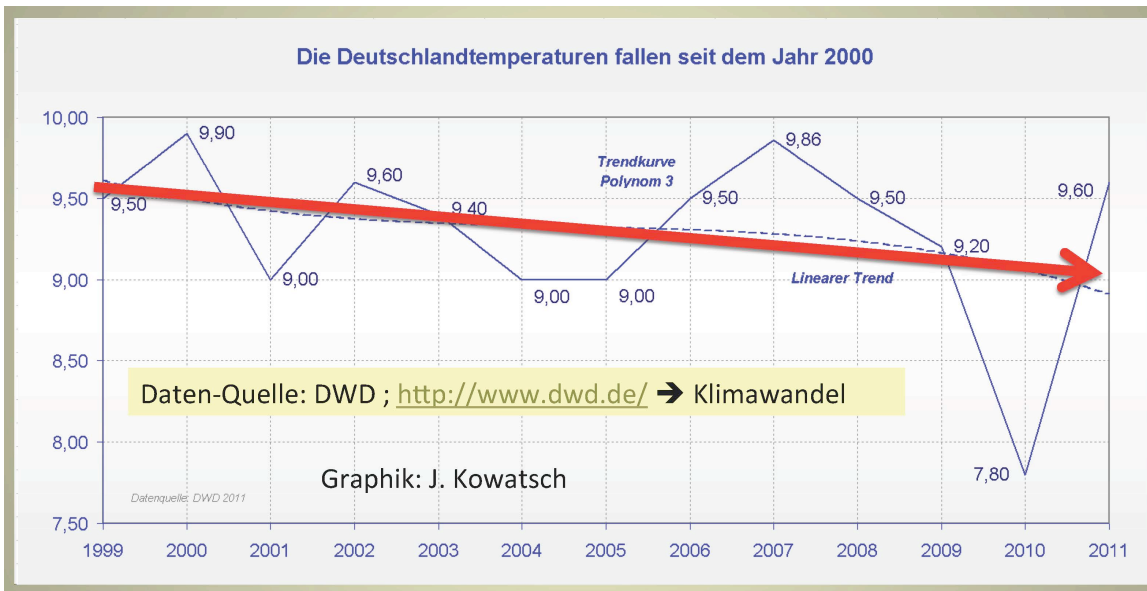 Die Deutschlandtemperaturen fallen seit dem Jahr 2000
10,00
9,50
9,00
8,50
8,00
7,50
9,50
9,90
9,00
9,60
9,40
9,00
9,00
9,50
9,86
9,50
9,20
7,80
9,60
Trendkurve
Polynom 3
Linearer Trend
Daten-Quelle: DWD ; http://www.dwd.de/ ➔ Klimawandel
Graphik: J. Kowatsch
Datenquelle: DWD 2011
1999 2000 2001 2002 2003 2004 2005 2006 2007 2008 2009 2010 2011